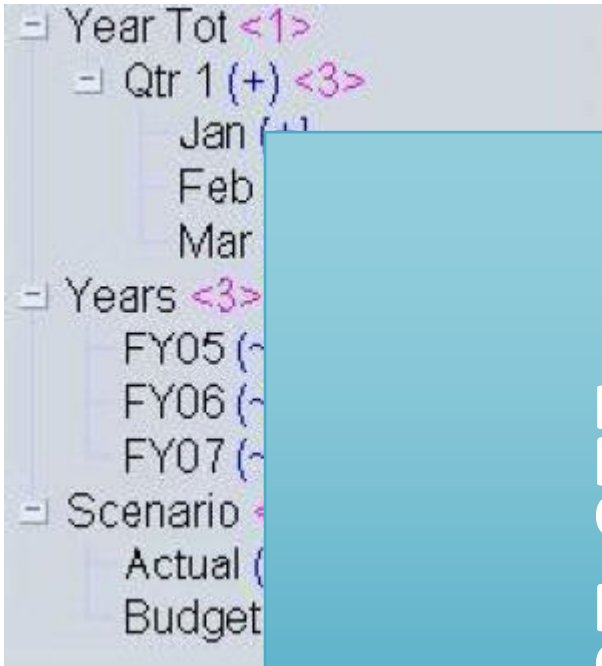 Year Tot <1>
Qtr 1 (+) <3>
Jan (+)
Feb
Mar
Years <3>
FY05 (~
FY06 (~
FY07 (~
Scenario <
Actual (
Budget